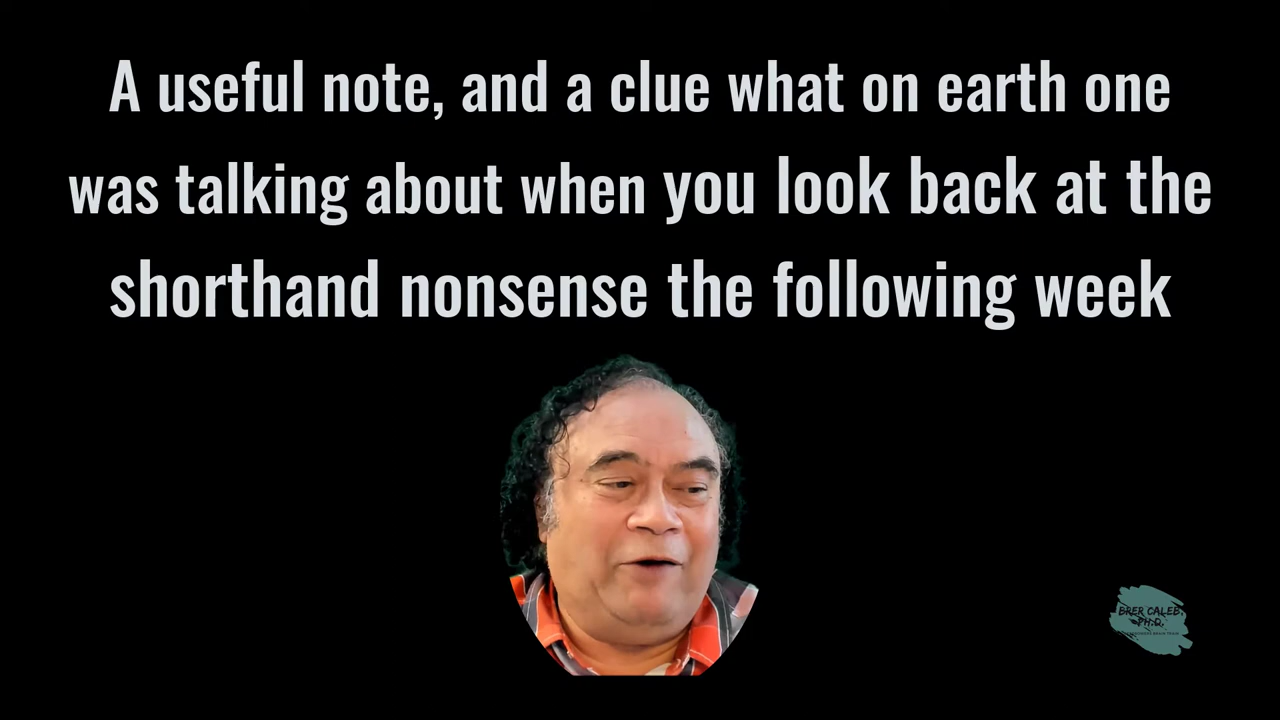 A useful note, and a clue what on earth one
was talking about when you look back at the
shorthand nonsense the following week
BRER CALEB,
PH.D.